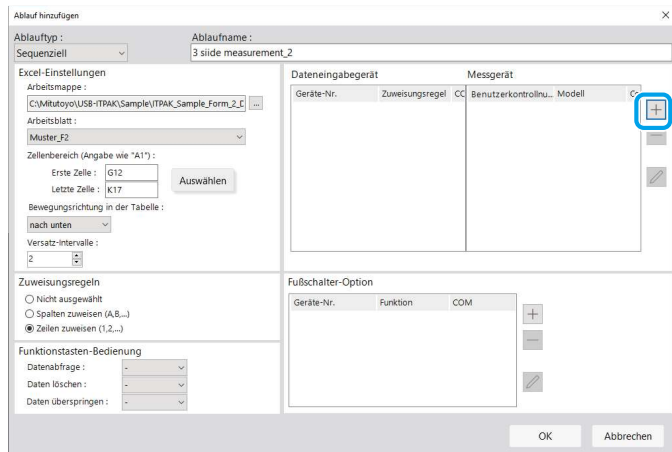 Ablauf hinzufügen
Ablauftyp :
Ablaufname :
Sequenziell
3 siide measurement_2
Excel-Einstellungen
Arbeitsmappe :
C:\Mitutoyo\USB-ITPAK\Sample\ITPAK_Sample_Form_2_D
...
Arbeitsblatt :
Muster_F2
Zellenbereich (Angabe wie "A1") :
Erste Zelle :
G12
Letzte Zelle :
K17
Auswählen
Bewegungsrichtung in der Tabelle :
nach unten
Versatz-Intervalle :
2
Zuweisungsregeln
Nicht ausgewählt
Spalten zuweisen (A,B,...)
Zeilen zuweisen (1,2,...)
Funktionstasten-Bedienung
Datenabfrage :
-
Daten löschen :
-
Daten überspringen :
-
Dateneingabegerät
Messgerät
Geräte-Nr.
Zuweisungsregel
CC
Benutzerkontrollnu...
Modell
Fußschalter-Option
Geräte-Nr.
Funktion
COM
OK
Abbrechen